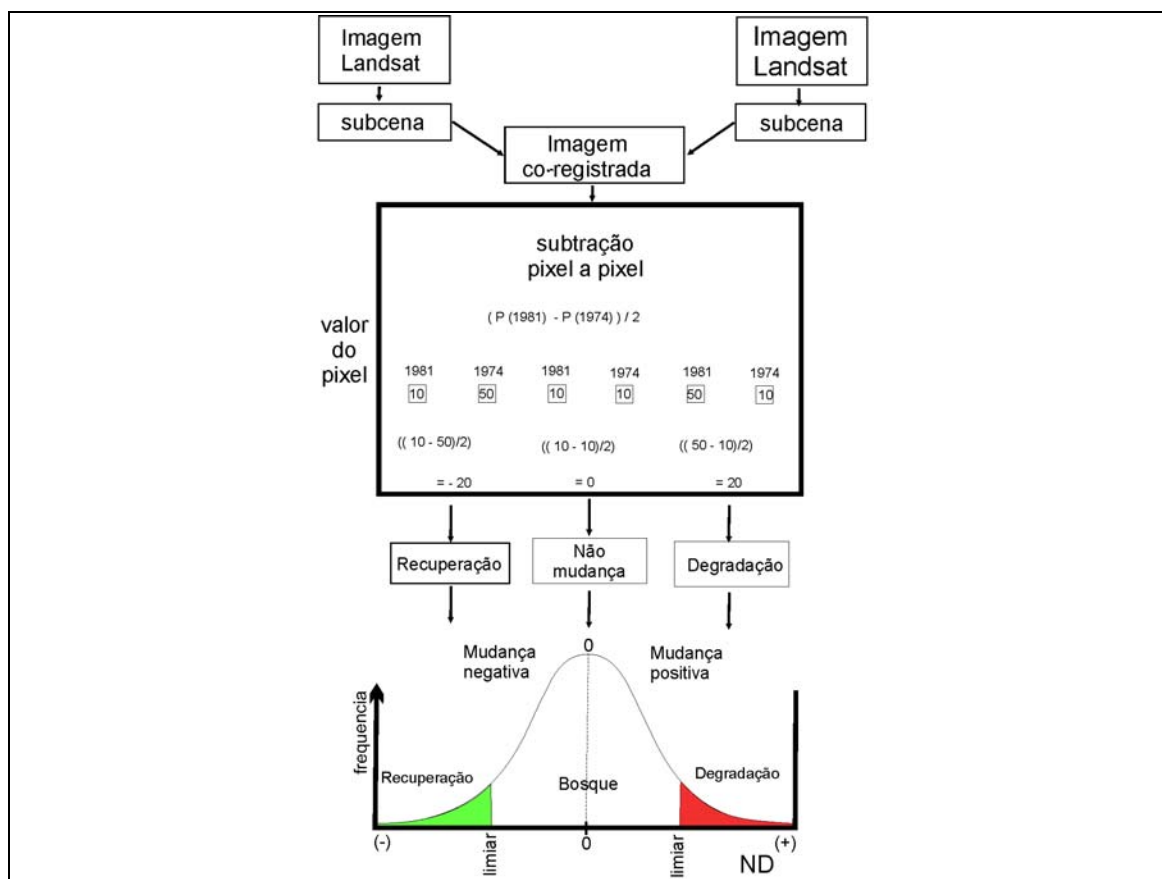 Imagem
Landsat
Imagem
Landsat
subcena
subcena
Imagem
co-registrada
subtração
pixel a pixel
( P (1981) - P (1974) ) / 2
valor
do
pixel
1981 1974 1981 1974 1981 1974
10 50 10 10 50 10
(( 10 - 50)/2) (( 10 - 10)/2) (( 50 - 10)/2)
= - 20 = 0 = 20
Recuperação
Não
mudança
Degradação
Mudança
negativa
0
Mudança
positiva
frequencia
Recuperação
Bosque
Degradação
(-)
limiar
0
limiar
(+)
ND